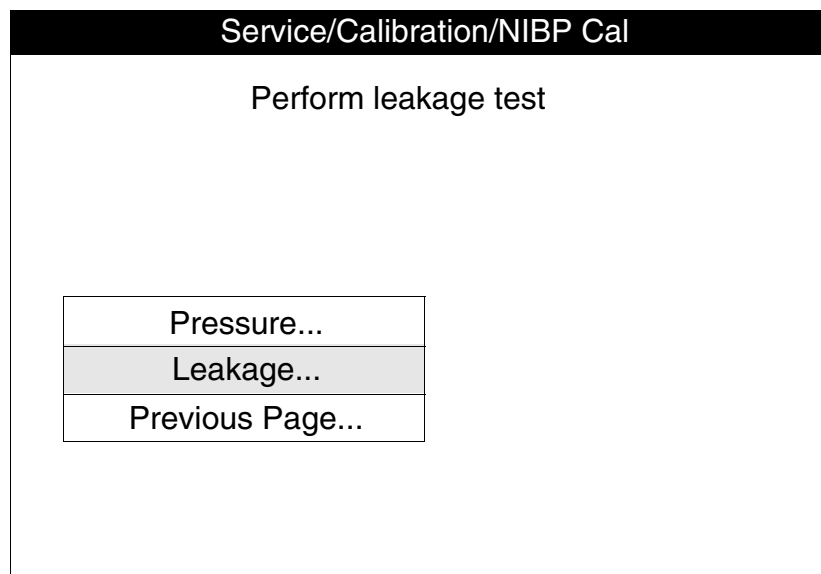 Service/Calibration/NIBP Cal
Perform leakage test
Pressure...
Leakage...
Previous Page...